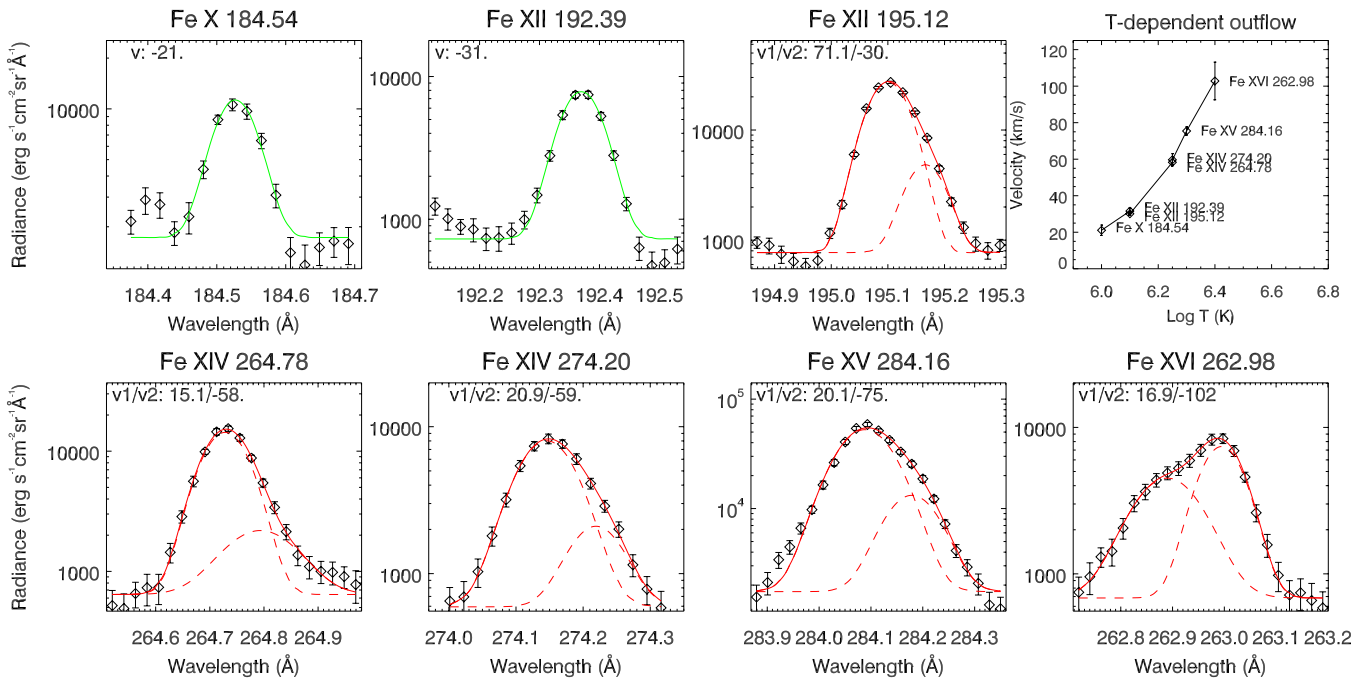 Fe X 184.54
Fe XII 192.39
Fe XII 195.12
T-dependent outflow
v: -21.
v: -31.
v1/v2: 71.1/-30.
Radiance (erg s⁻¹cm⁻²sr⁻¹Å⁻¹)
10000
10000
1000
10000
1000
Velocity (km/s)
120
100
80
60
40
20
0
Fe XVI 262.98
Fe XV 284.16
Fe XIV 274.20
Fe XIV 264.78
Fe XII 192.39
Fe XII 195.12
Fe X 184.54
184.4 184.5 184.6 184.7
192.2 192.3 192.4 192.5
194.9 195.0 195.1 195.2 195.3
6.0 6.2 6.4 6.6 6.8
Wavelength (Å)
Wavelength (Å)
Wavelength (Å)
Log T (K)
Fe XIV 264.78
Fe XIV 274.20
Fe XV 284.16
Fe XVI 262.98
v1/v2: 15.1/-58.
v1/v2: 20.9/-59.
v1/v2: 20.1/-75.
v1/v2: 16.9/-102
Radiance (erg s⁻¹cm⁻²sr⁻¹Å⁻¹)
10000
1000
10000
1000
10⁵
10⁴
10000
1000
264.6 264.7 264.8 264.9
274.0 274.1 274.2 274.3
283.9 284.0 284.1 284.2 284.3
262.8 262.9 263.0 263.1 263.2
Wavelength (Å)
Wavelength (Å)
Wavelength (Å)
Wavelength (Å)